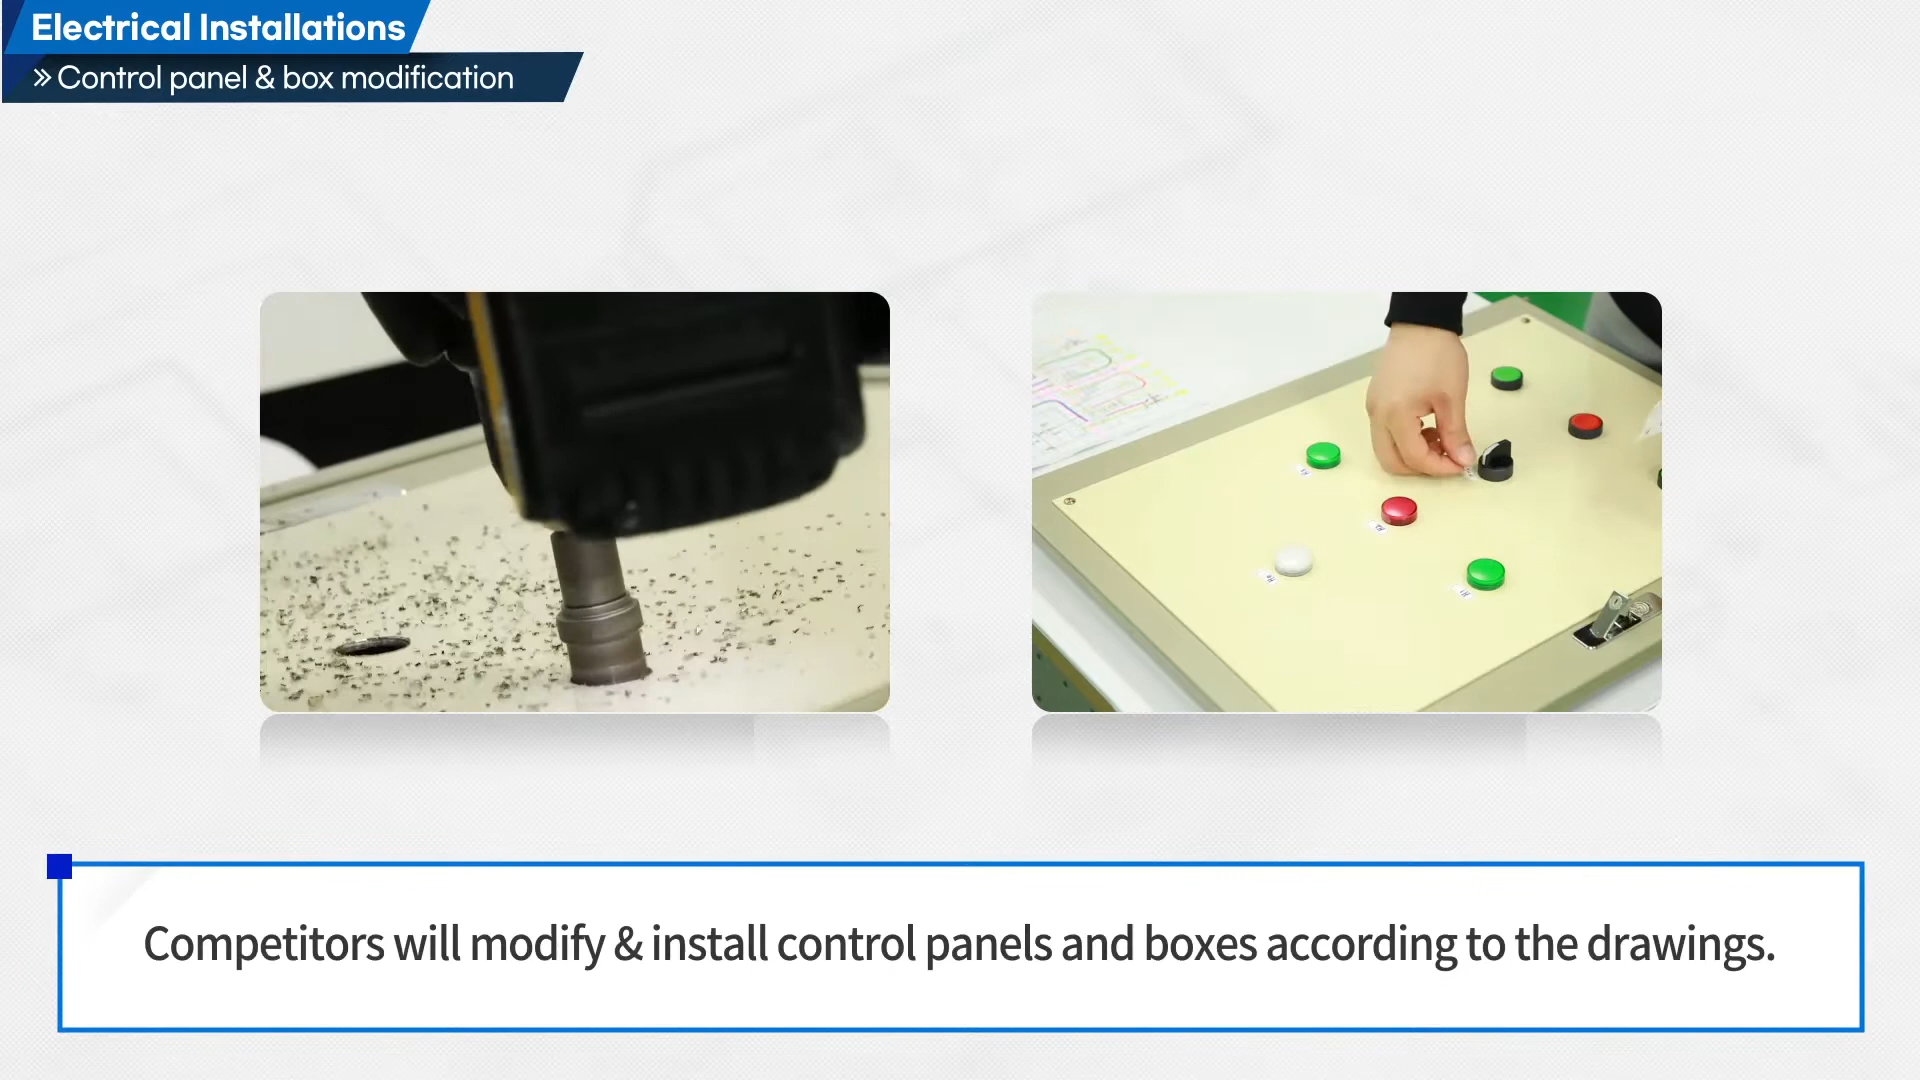 Electrical Installations
» Control panel & box modification
Competitors will modify & install control panels and boxes according to the drawings.